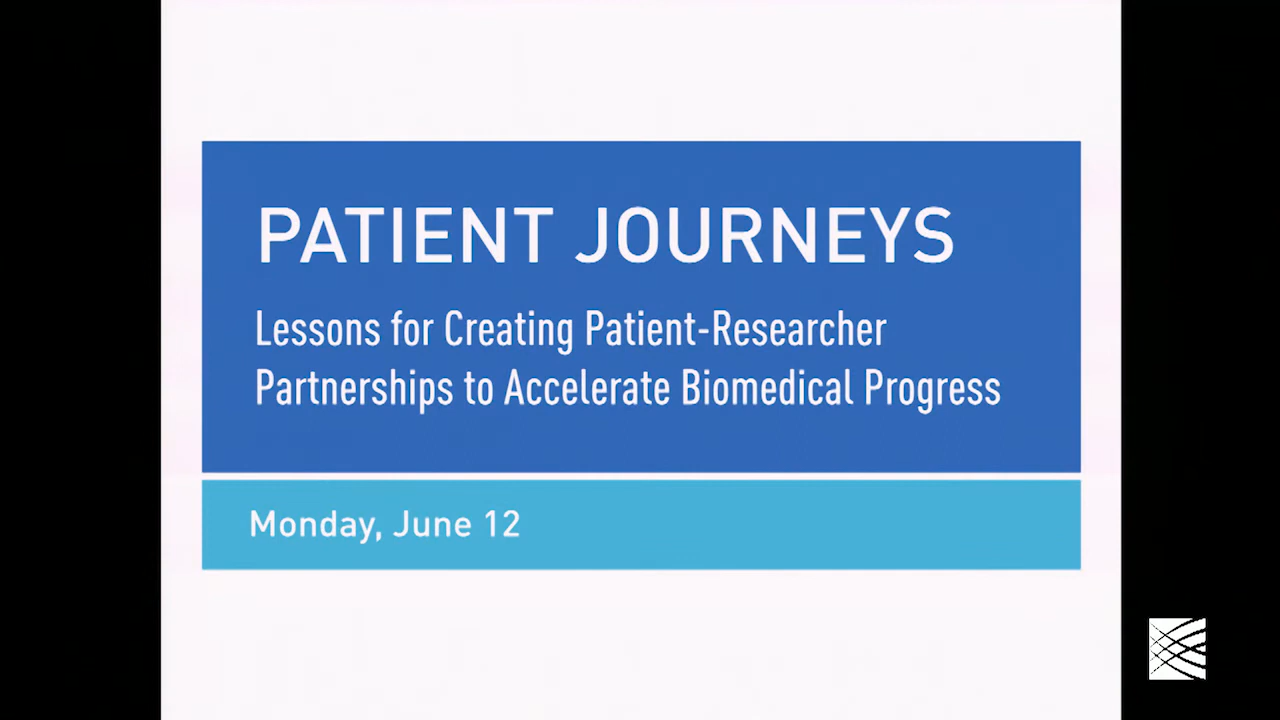 PATIENT JOURNEYS
Lessons for Creating Patient-Researcher
Partnerships to Accelerate Biomedical Progress
Monday, June 12